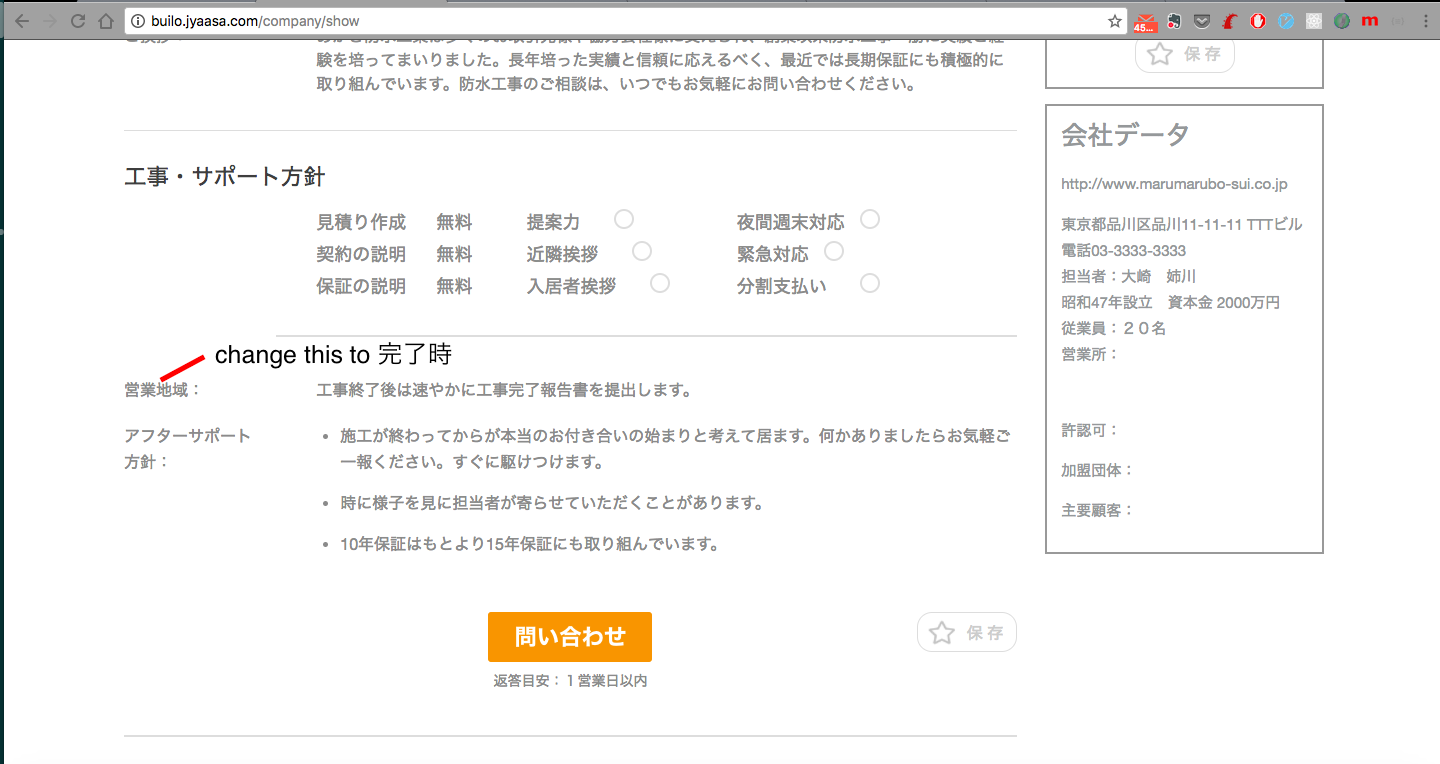 builo.jyaasa.com/company/show
45...
験を培ってまいりました。長年培った実績と信頼に応えるべく、最近では長期保証にも積極的に
取り組んでいます。防水工事のご相談は、いつでもお気軽にお問い合わせください。
保存
工事・サポート方針
見積り作成 無料 提案力 夜間週末対応
契約の説明 無料 近隣挨拶 緊急対応
保証の説明 無料 入居者挨拶 分割支払い
change this to 完了時
営業地域： 工事終了後は速やかに工事完了報告書を提出します。
アフターサポート
方針：
• 施工が終わってからが本当のお付き合いの始まりと考えて居ます。何かありましたらお気軽ご
一報ください。すぐに駆けつけます。
• 時に様子を見に担当者が寄らせていただくことがあります。
• 10年保証はもとより15年保証にも取り組んでいます。
問い合わせ
保存
返答目安：１営業日以内
会社データ
http://www.marumarubo-sui.co.jp
東京都品川区品川11-11-11 TTTビル
電話03-3333-3333
担当者：大崎　姉川
昭和47年設立　資本金 2000万円
従業員：２０名
営業所：
許認可：
加盟団体：
主要顧客：